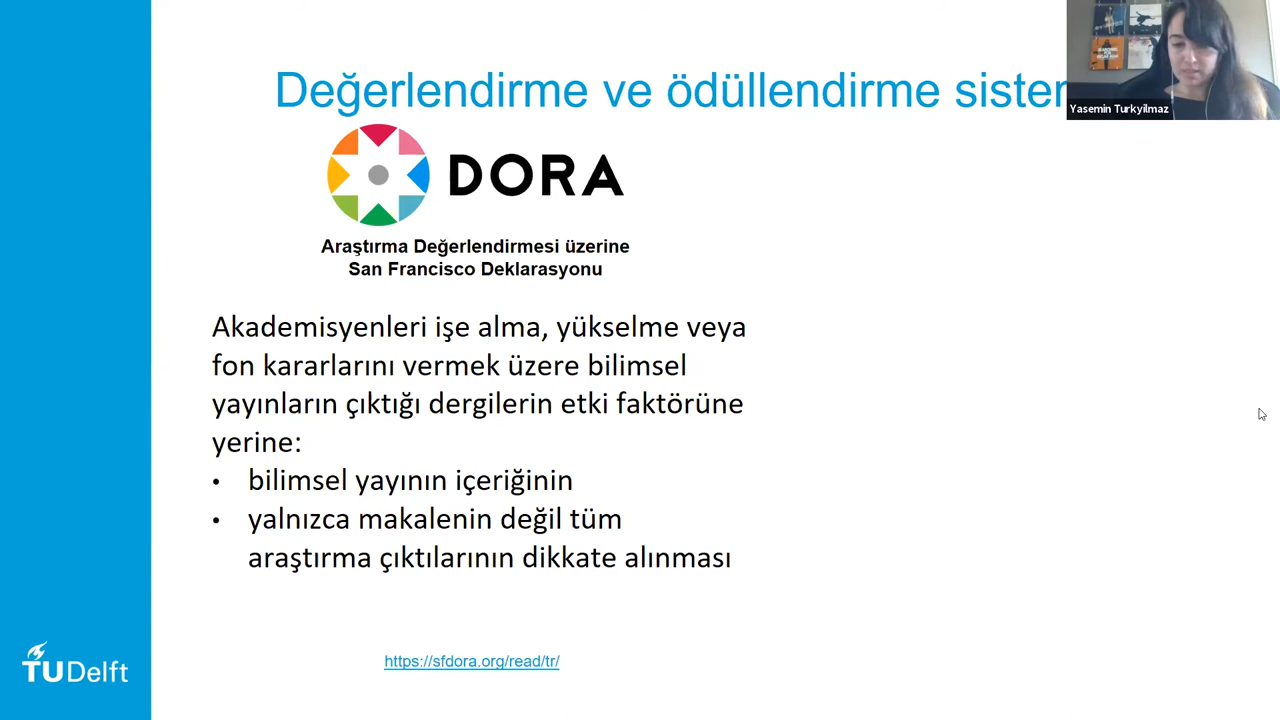 Değerlendirme ve ödüllendirme
Yasemin Turkyilmaz
DORA
Araştırma Değerlendirmesi üzerine
San Francisco Deklarasyonu
Akademisyenleri işe alma, yükselme veya
fon kararlarını vermek üzere bilimsel
yayınların çıktığı dergilerin etki faktörüne
yerine:
• bilimsel yayının içeriğinin
• yalnızca makalenin değil tüm
araştırma çıktılarının dikkate alınması
https://sfdora.org/read/tr/
TUDelft